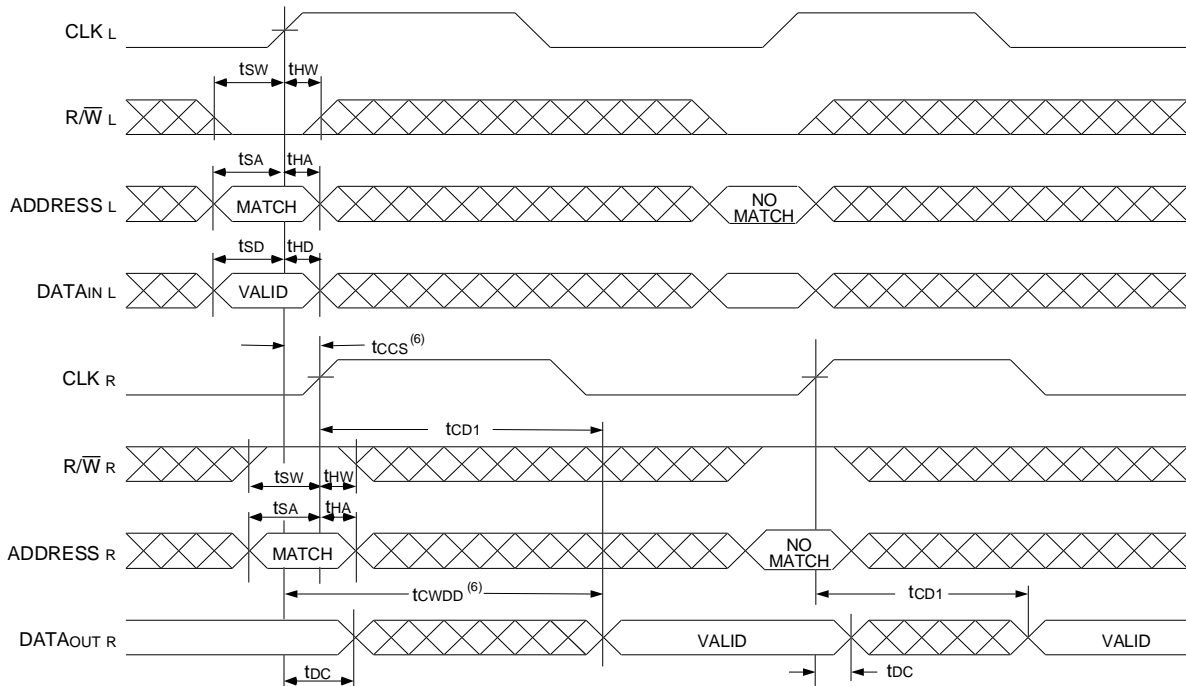 CLK L
tSW tHW
R/W̅ L
tSA tHA
ADDRESS L MATCH NO MATCH
tSD tHD
DATAIN L VALID
tCCS (6)
CLK R
tCD1
R/W̅ R
tSW tHW
tSA tHA
ADDRESS R MATCH NO MATCH
tCWDD (6) tCD1
DATAOUT R VALID VALID
tDC tDC